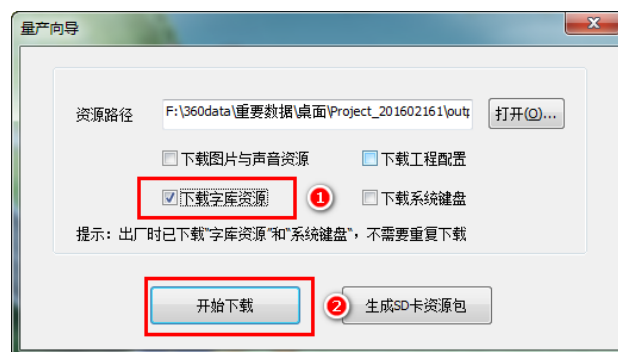 量产向导
资源路径 F:\360data\重要数据\桌面\Project_201602161\outp 打开(O)...
下载图片与声音资源 下载工程配置
下载字库资源 1 下载系统键盘
提示：出厂时已下载"字库资源"和"系统键盘"，不需要重复下载
开始下载 2 生成SD卡资源包